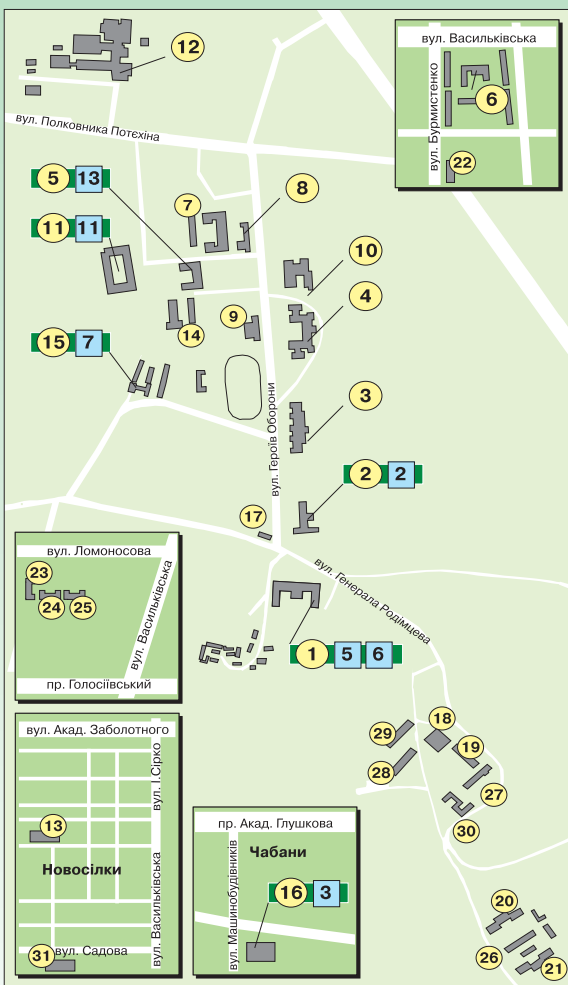 12
вул. Васильківська
вул. Бурмистенко
6
22
вул. Полковника Потєхіна
5 13
11 11
7
8
10
4
9
14
15 7
3
вул. Героїв Оборони
2 2
17
вул. Генерала Родімцева
вул. Ломоносова
23
24
25
вул. Васильківська
пр. Голосіївський
1 5 6
29
18
19
28
27
30
вул. Акад. Заболотного
вул. І.Сірко
13
Новосілки
вул. Васильківська
вул. Садова
31
пр. Акад. Глушкова
Чабани
вул. Машинобудівників
16 3
20
26
21